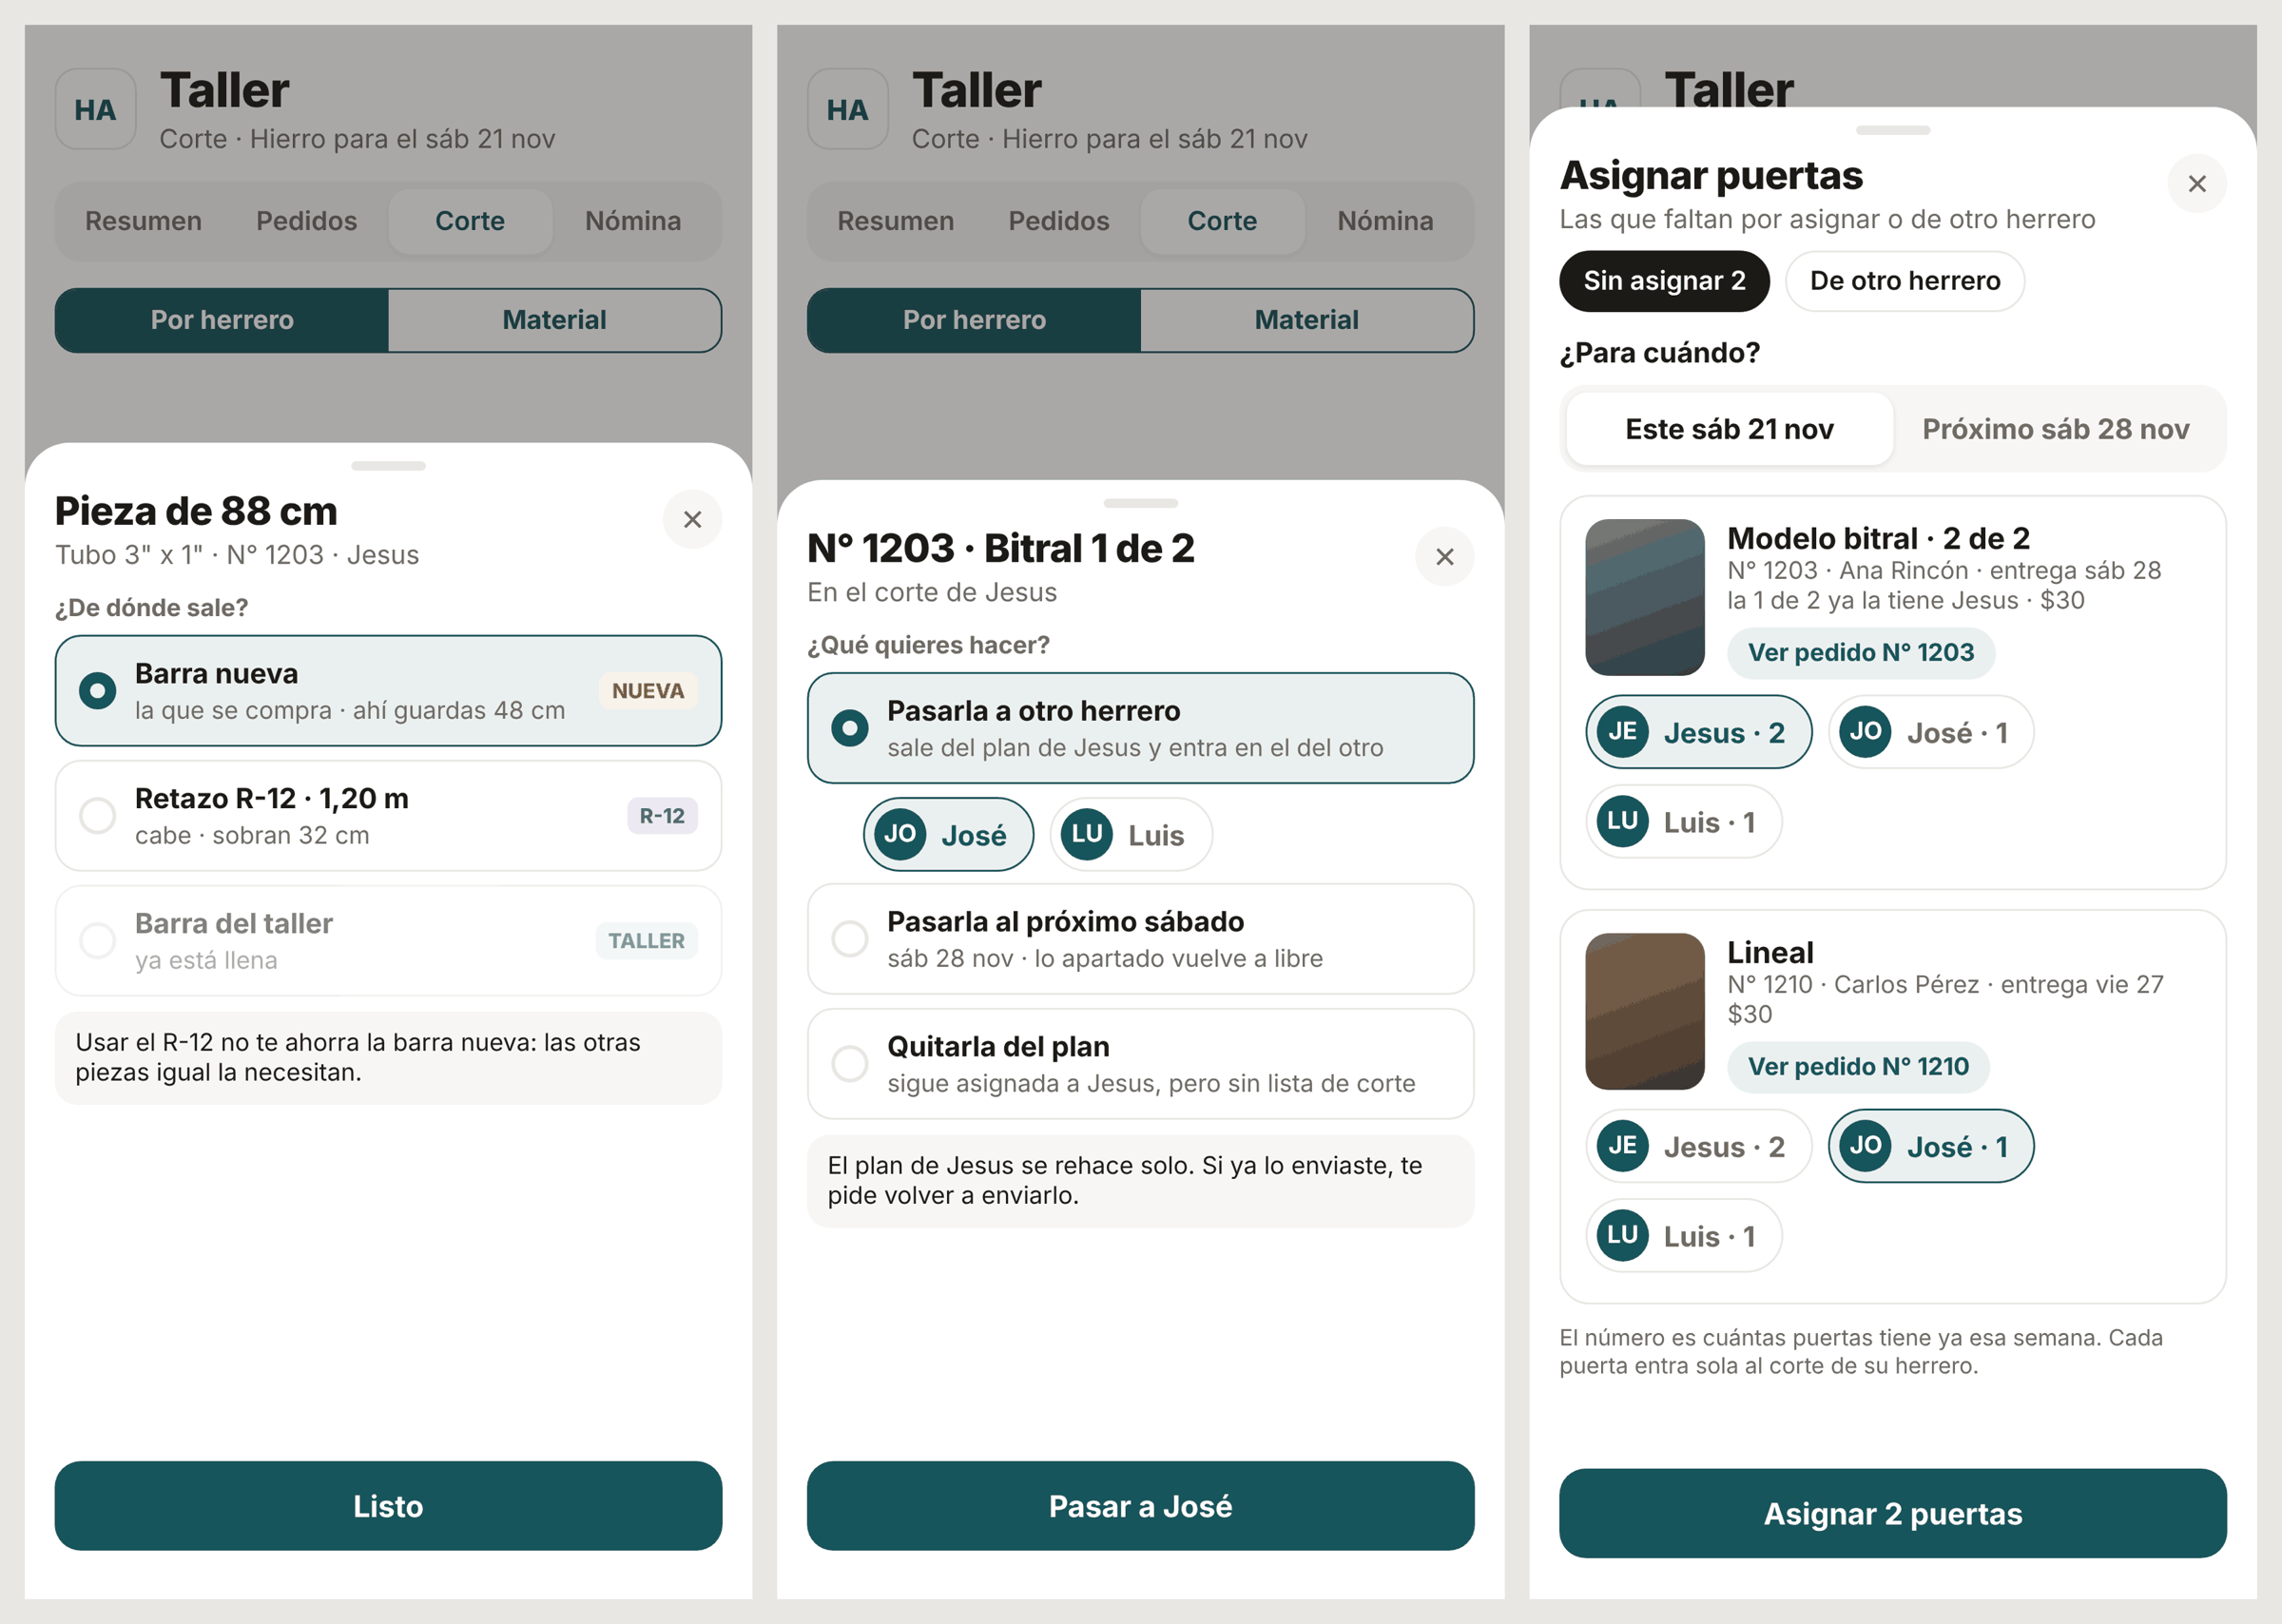 HA
Taller
Corte · Hierro para el sáb 21 nov
Resumen
Pedidos
Corte
Nómina
Por herrero
Material
Pieza de 88 cm
Tubo 3" x 1" · N° 1203 · Jesus
¿De dónde sale?
Barra nueva
la que se compra · ahí guardas 48 cm
NUEVA
Retazo R-12 · 1,20 m
cabe · sobran 32 cm
R-12
Barra del taller
ya está llena
TALLER
Usar el R-12 no te ahorra la barra nueva: las otras
piezas igual la necesitan.
Listo
HA
Taller
Corte · Hierro para el sáb 21 nov
Resumen
Pedidos
Corte
Nómina
Por herrero
Material
N° 1203 · Bitral 1 de 2
En el corte de Jesus
¿Qué quieres hacer?
Pasarla a otro herrero
sale del plan de Jesus y entra en el del otro
JO José
LU Luis
Pasarla al próximo sábado
sáb 28 nov · lo apartado vuelve a libre
Quitarla del plan
sigue asignada a Jesus, pero sin lista de corte
El plan de Jesus se rehace solo. Si ya lo enviaste, te
pide volver a enviarlo.
Pasar a José
HA
Taller
Asignar puertas
Las que faltan por asignar o de otro herrero
Sin asignar 2
De otro herrero
¿Para cuándo?
Este sáb 21 nov
Próximo sáb 28 nov
Modelo bitral · 2 de 2
N° 1203 · Ana Rincón · entrega sáb 28
la 1 de 2 ya la tiene Jesus · $30
Ver pedido N° 1203
JE Jesus · 2
JO José · 1
LU Luis · 1
Lineal
N° 1210 · Carlos Pérez · entrega vie 27
$30
Ver pedido N° 1210
JE Jesus · 2
JO José · 1
LU Luis · 1
El número es cuántas puertas tiene ya esa semana. Cada
puerta entra sola al corte de su herrero.
Asignar 2 puertas